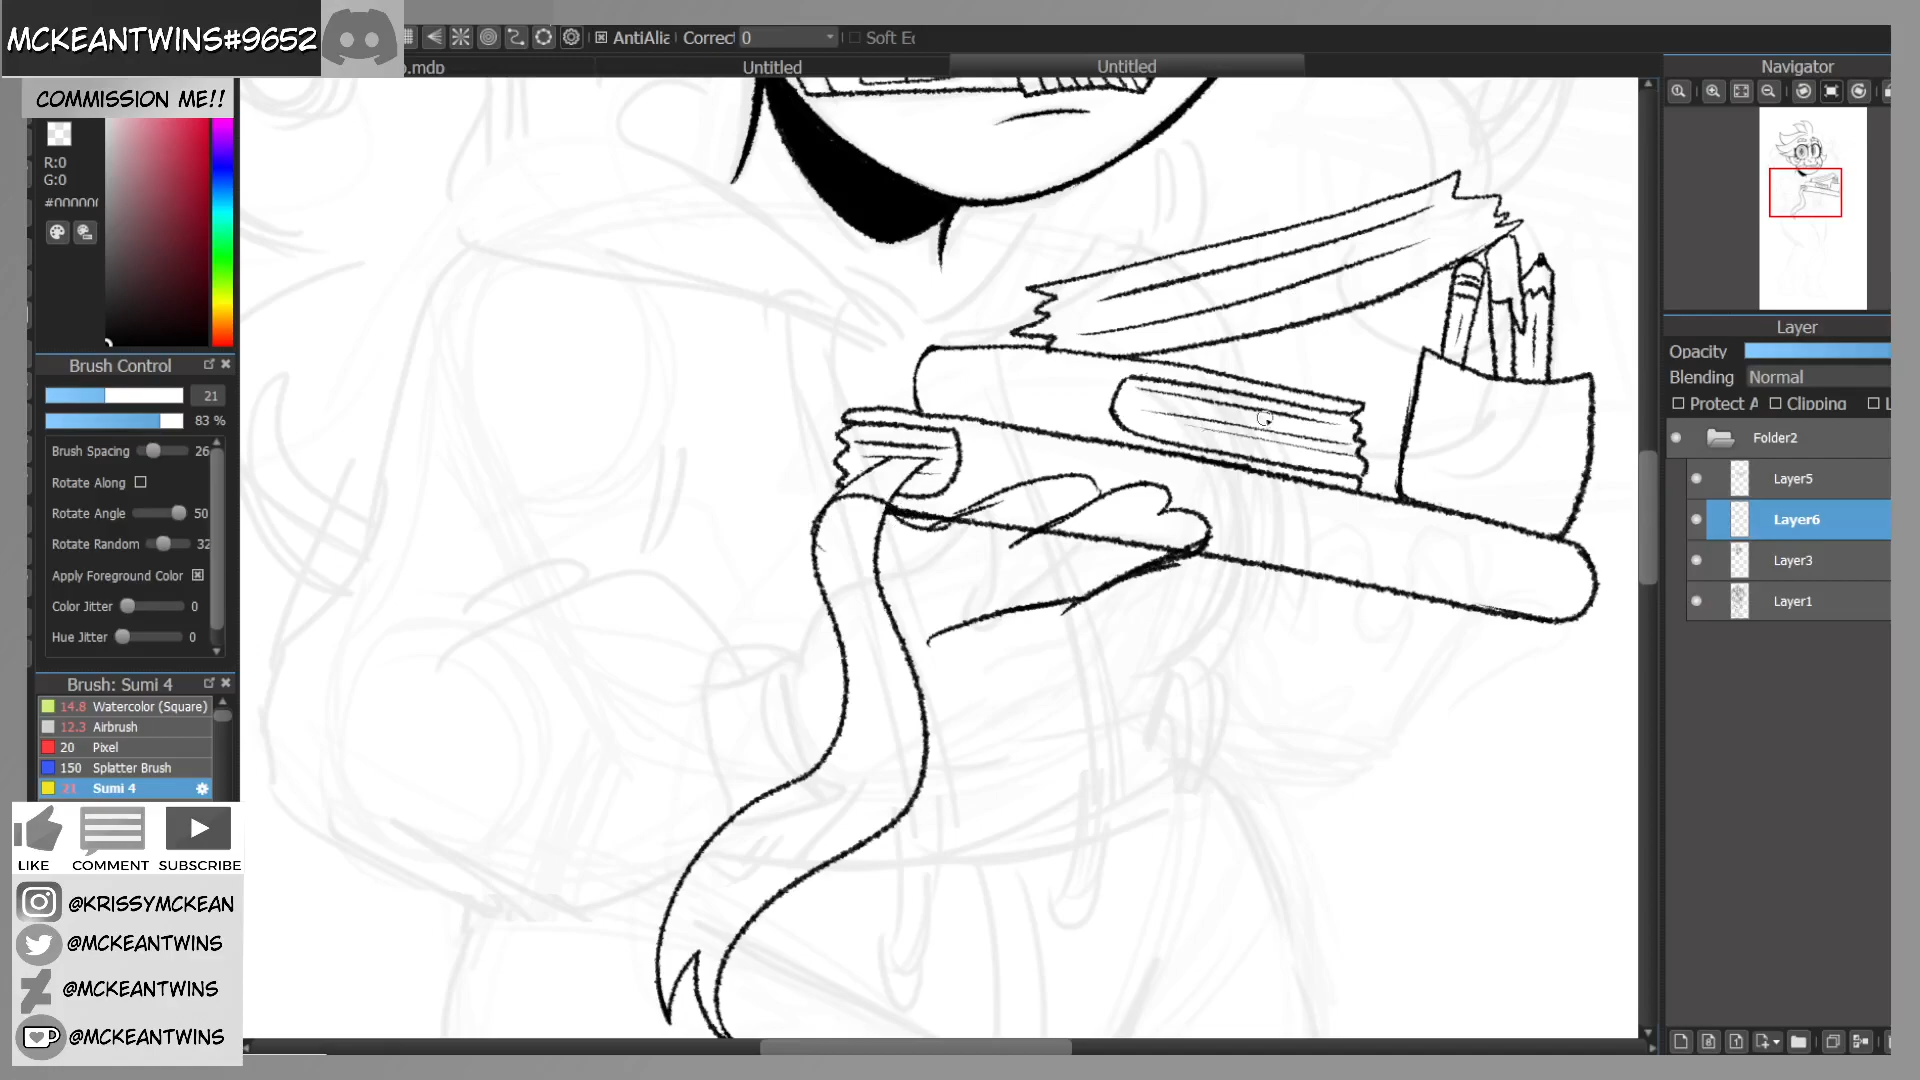 MCKEANTWINS#9652
COMMISSION ME!!
AntiAlia
Correct 0
Soft Ec
.mdp
Untitled
Untitled
Navigator
R:0
G:0
#000000
Brush Control
21
83 %
Brush Spacing 26
Rotate Along
Rotate Angle 50
Rotate Random 32
Apply Foreground Color
Color Jitter 0
Hue Jitter 0
Brush: Sumi 4
14.8 Watercolor (Square)
12.3 Airbrush
20 Pixel
150 Splatter Brush
21 Sumi 4
LIKE COMMENT SUBSCRIBE
@KRISSYMCKEAN
@MCKEANTWINS
@MCKEANTWINS
@MCKEANTWINS
Layer
Opacity
Blending Normal
Protect A Clipping L
Folder2
Layer5
Layer6
Layer3
Layer1